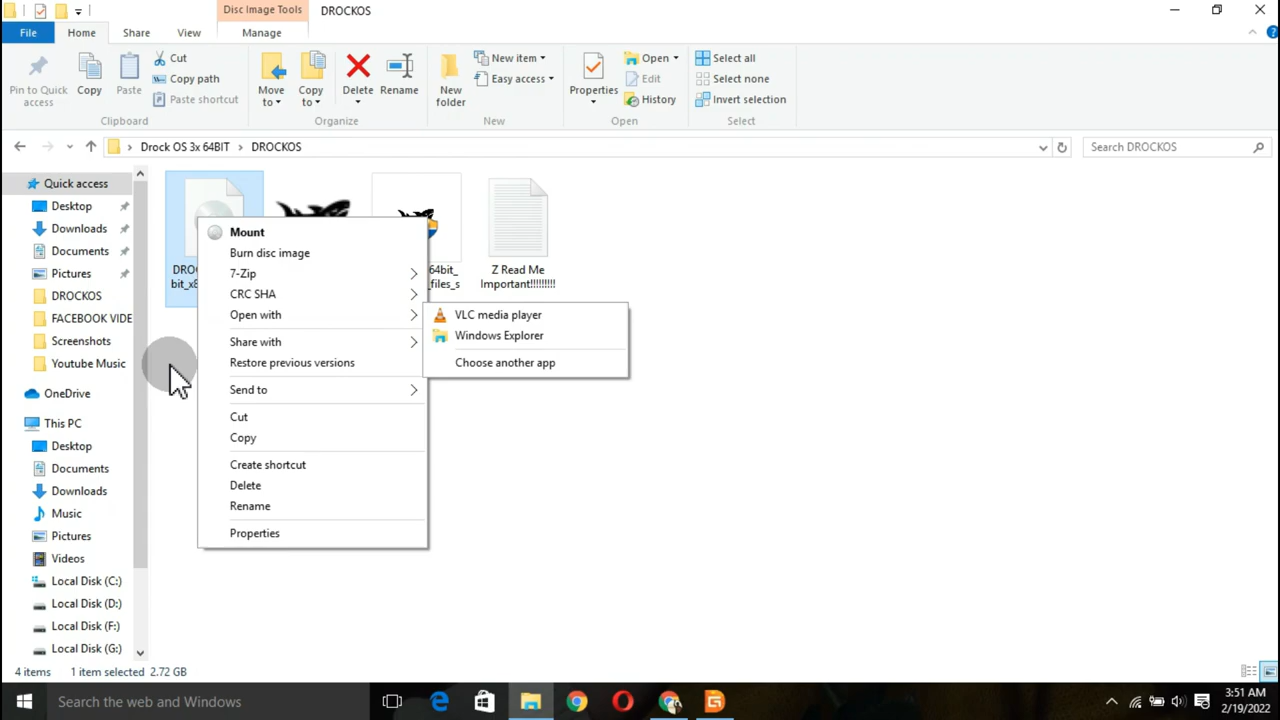 Disc Image Tools
DROCKOS
File
Home
Share
View
Manage
Pin to Quick
access
Copy
Paste
Cut
Copy path
Paste shortcut
Clipboard
Move
to
Copy
to
Delete
Rename
Organize
New
folder
New item
Easy access
New
Properties
Open
Edit
History
Open
Select all
Select none
Invert selection
Select
Drock OS 3x 64BIT
DROCKOS
Search DROCKOS
Quick access
Desktop
Downloads
Documents
Pictures
DROCKOS
FACEBOOK VIDE
Screenshots
Youtube Music
OneDrive
This PC
Desktop
Documents
Downloads
Music
Pictures
Videos
Local Disk (C:)
Local Disk (D:)
Local Disk (F:)
Local Disk (G:)
DROC
bit_x8
64bit_
_files_s
Z Read Me
Important!!!!!!!!!
Mount
Burn disc image
7-Zip
CRC SHA
Open with
Share with
Restore previous versions
Send to
Cut
Copy
Create shortcut
Delete
Rename
Properties
VLC media player
Windows Explorer
Choose another app
4 items
1 item selected 2.72 GB
Search the web and Windows
3:51 AM
2/19/2022